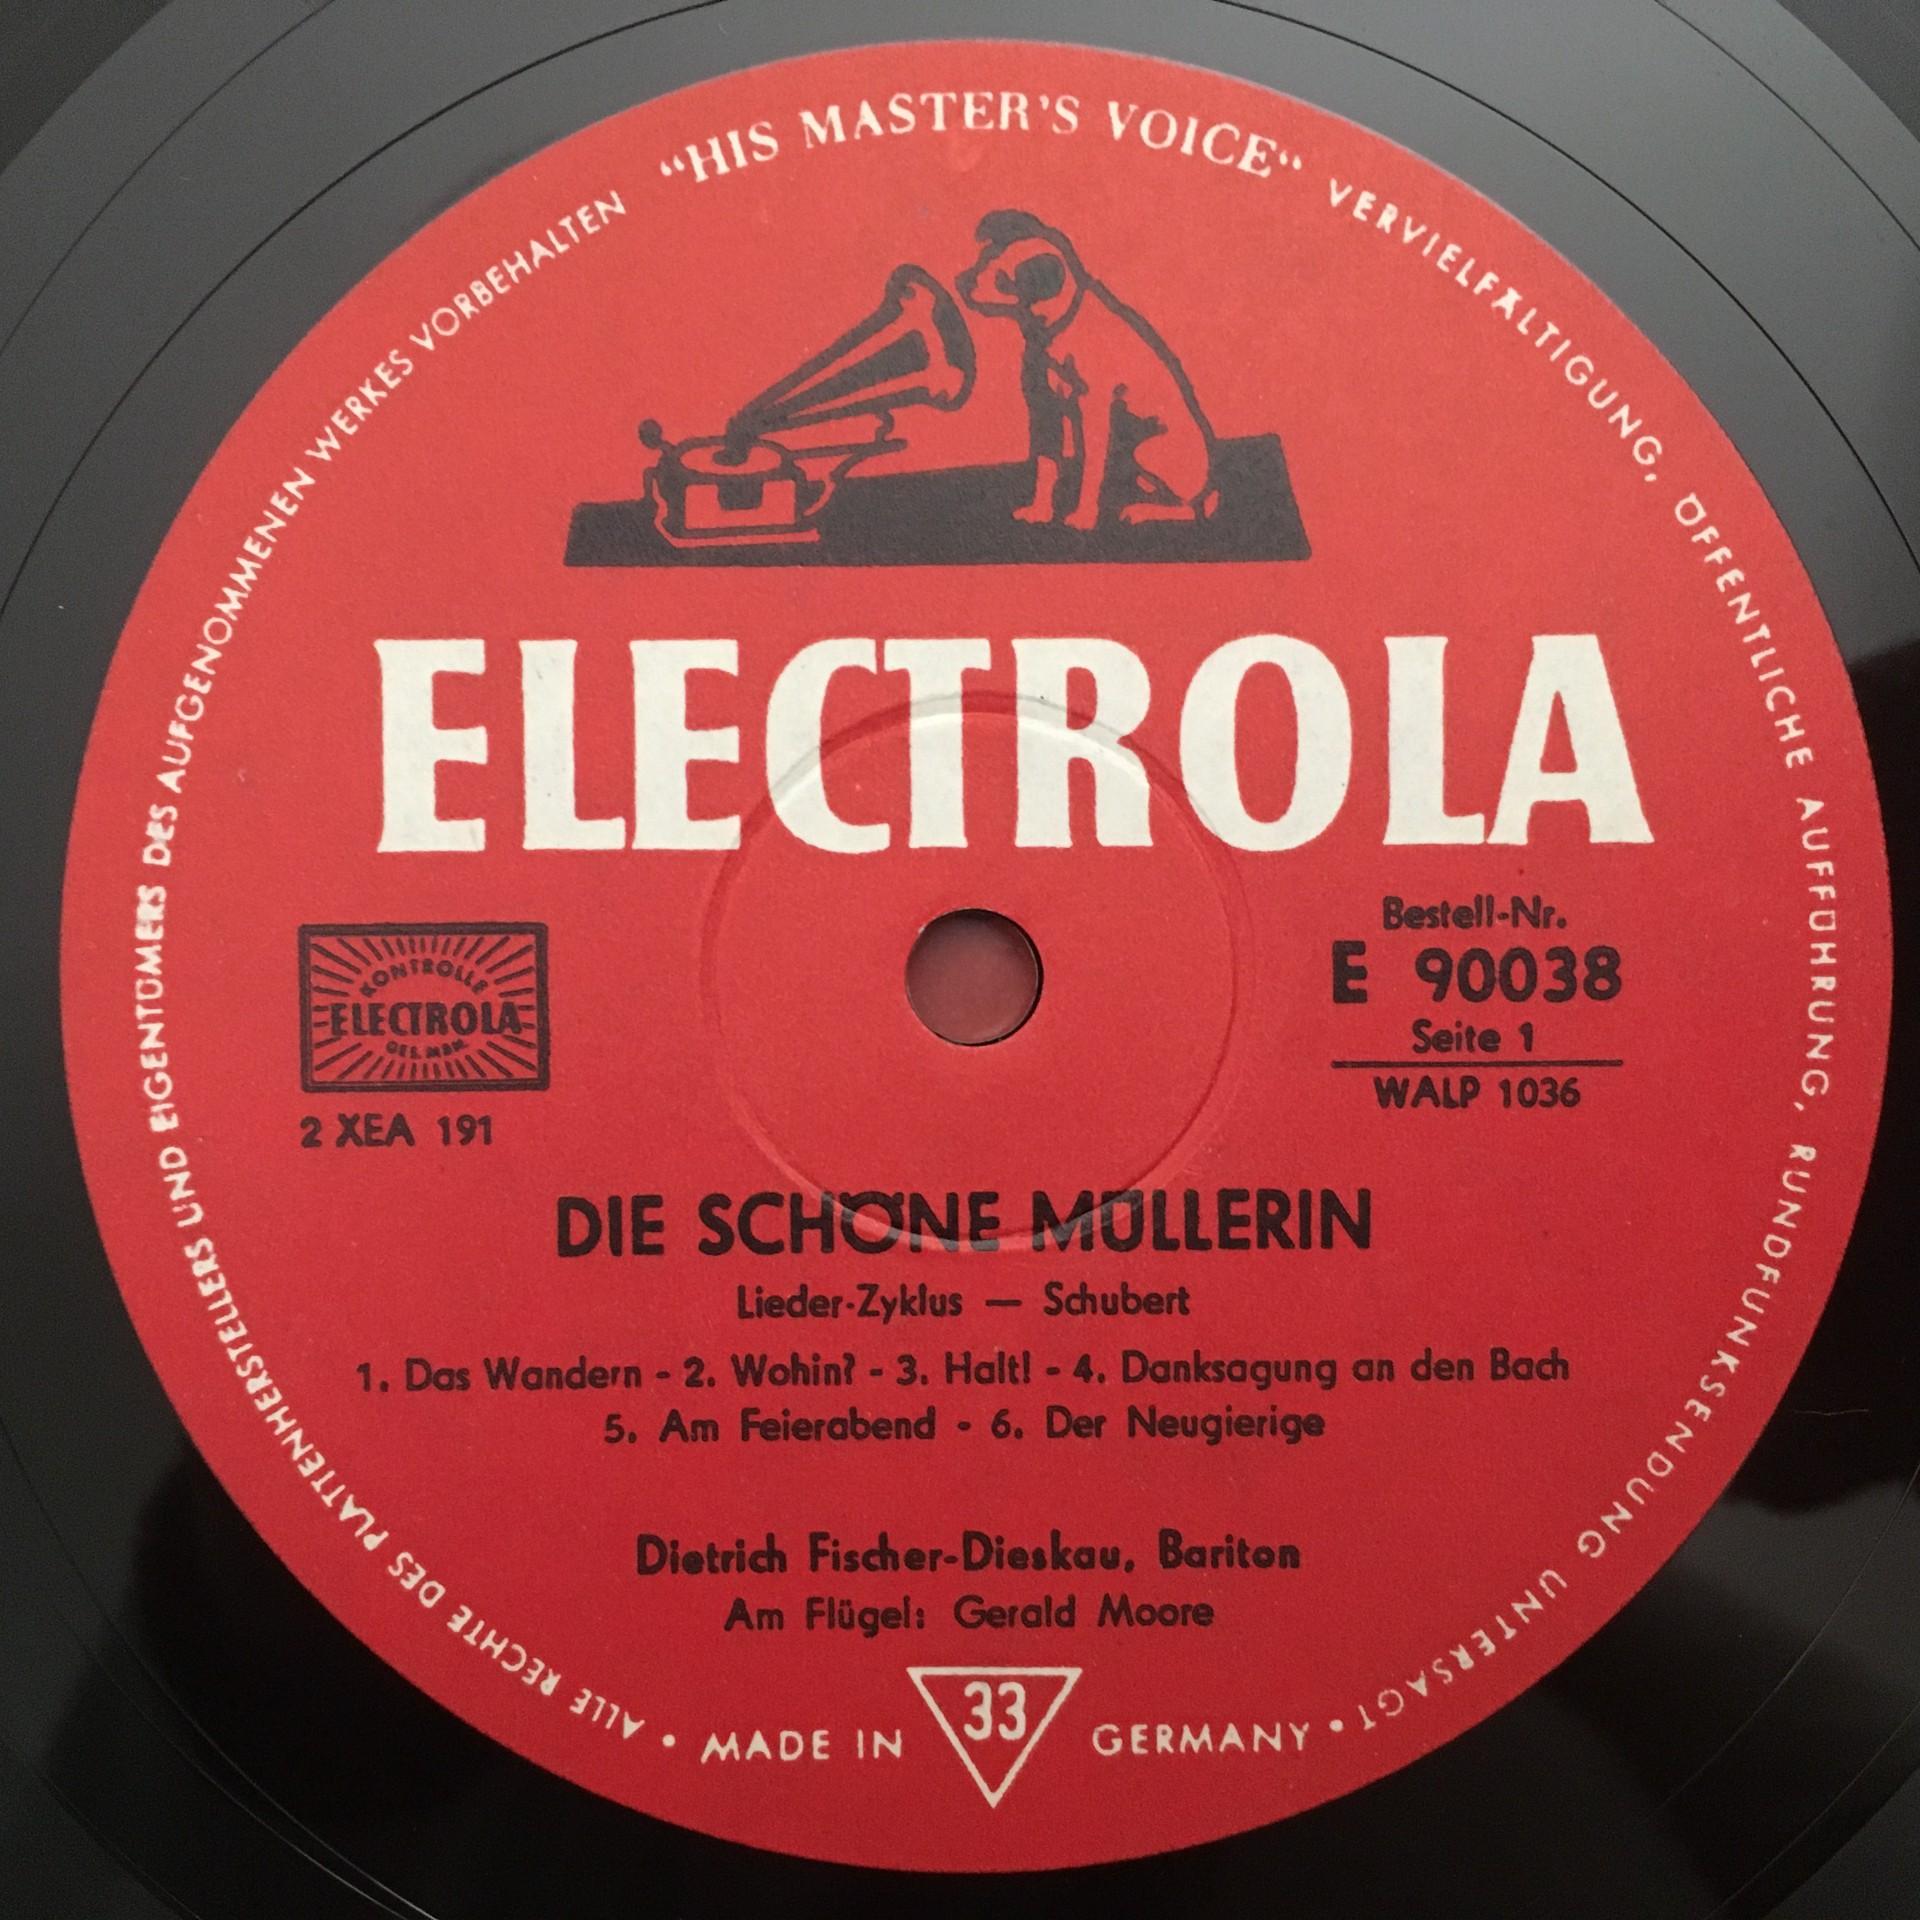 "HIS MASTER'S VOICE"
VERVIELFÄLTIGUNG, ÖFFENTLICHE AUFFÜHRUNG, RUNDFUNKSENDUNG UNTERSAGT •
ALLE RECHTE DES PLATTENHERSTELLERS UND EIGENTÜMERS DES AUFGENOMMENEN WERKES VORBEHALTEN
ELECTROLA
KONTROLLE
ELECTROLA
GES. MBH.
2 XEA 191
Bestell-Nr.
E 90038
Seite 1
WALP 1036
DIE SCHÖNE MÜLLERIN
Lieder-Zyklus — Schubert
1. Das Wandern - 2. Wohin? - 3. Halt! - 4. Danksagung an den Bach
5. Am Feierabend - 6. Der Neugierige
Dietrich Fischer-Dieskau, Bariton
Am Flügel: Gerald Moore
• MADE IN 33 GERMANY